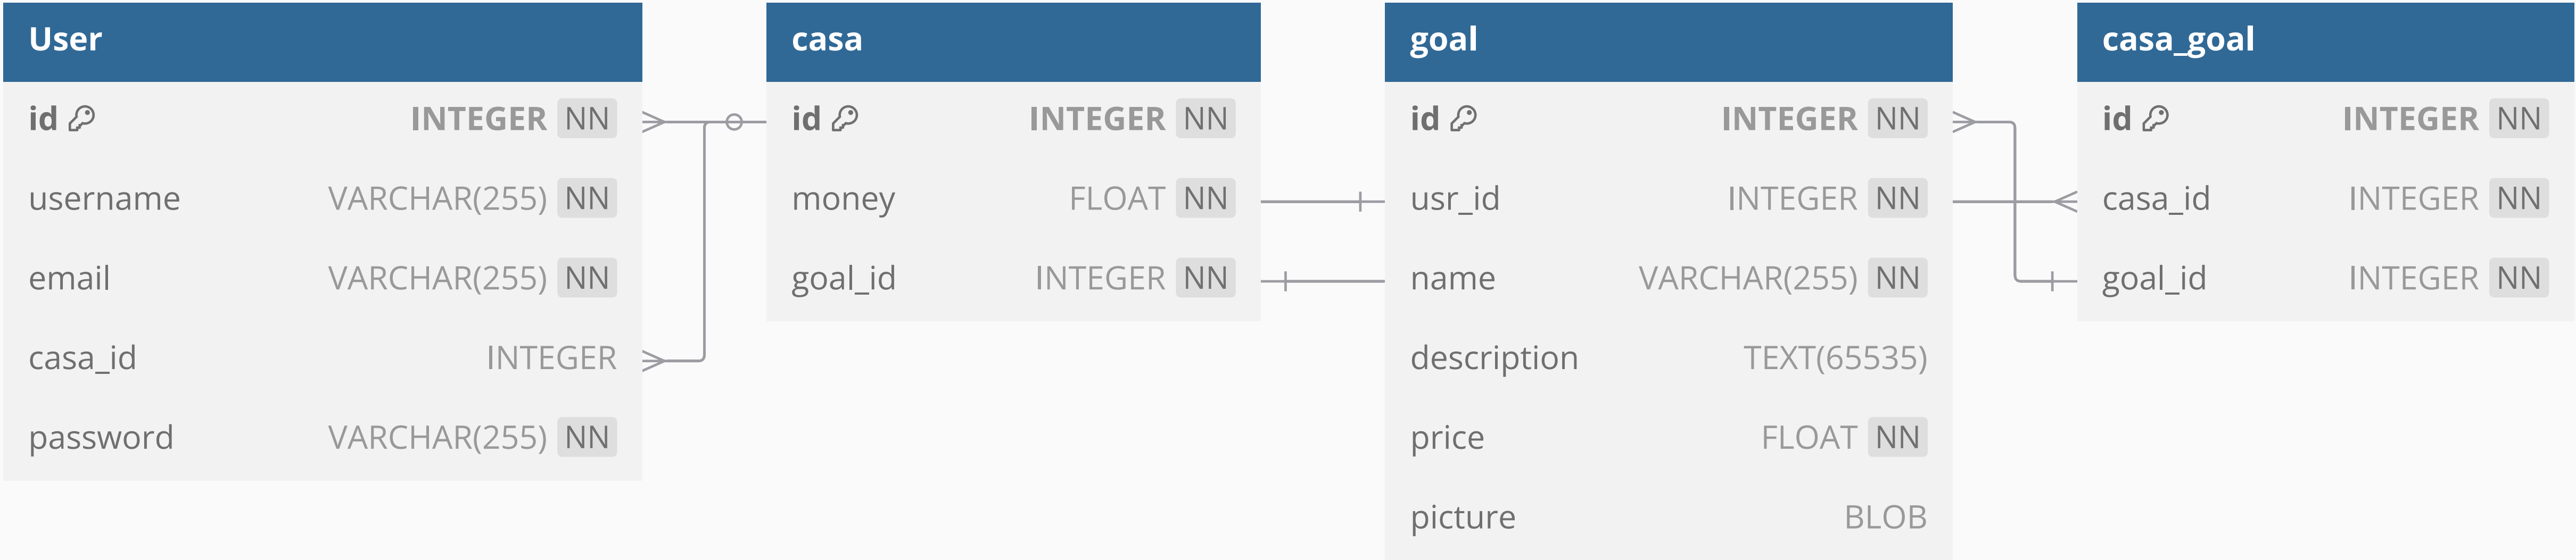 User
id INTEGER NN
username VARCHAR(255) NN
email VARCHAR(255) NN
casa_id INTEGER
password VARCHAR(255) NN
casa
id INTEGER NN
money FLOAT NN
goal_id INTEGER NN
goal
id INTEGER NN
usr_id INTEGER NN
name VARCHAR(255) NN
description TEXT(65535)
price FLOAT NN
picture BLOB
casa_goal
id INTEGER NN
casa_id INTEGER NN
goal_id INTEGER NN